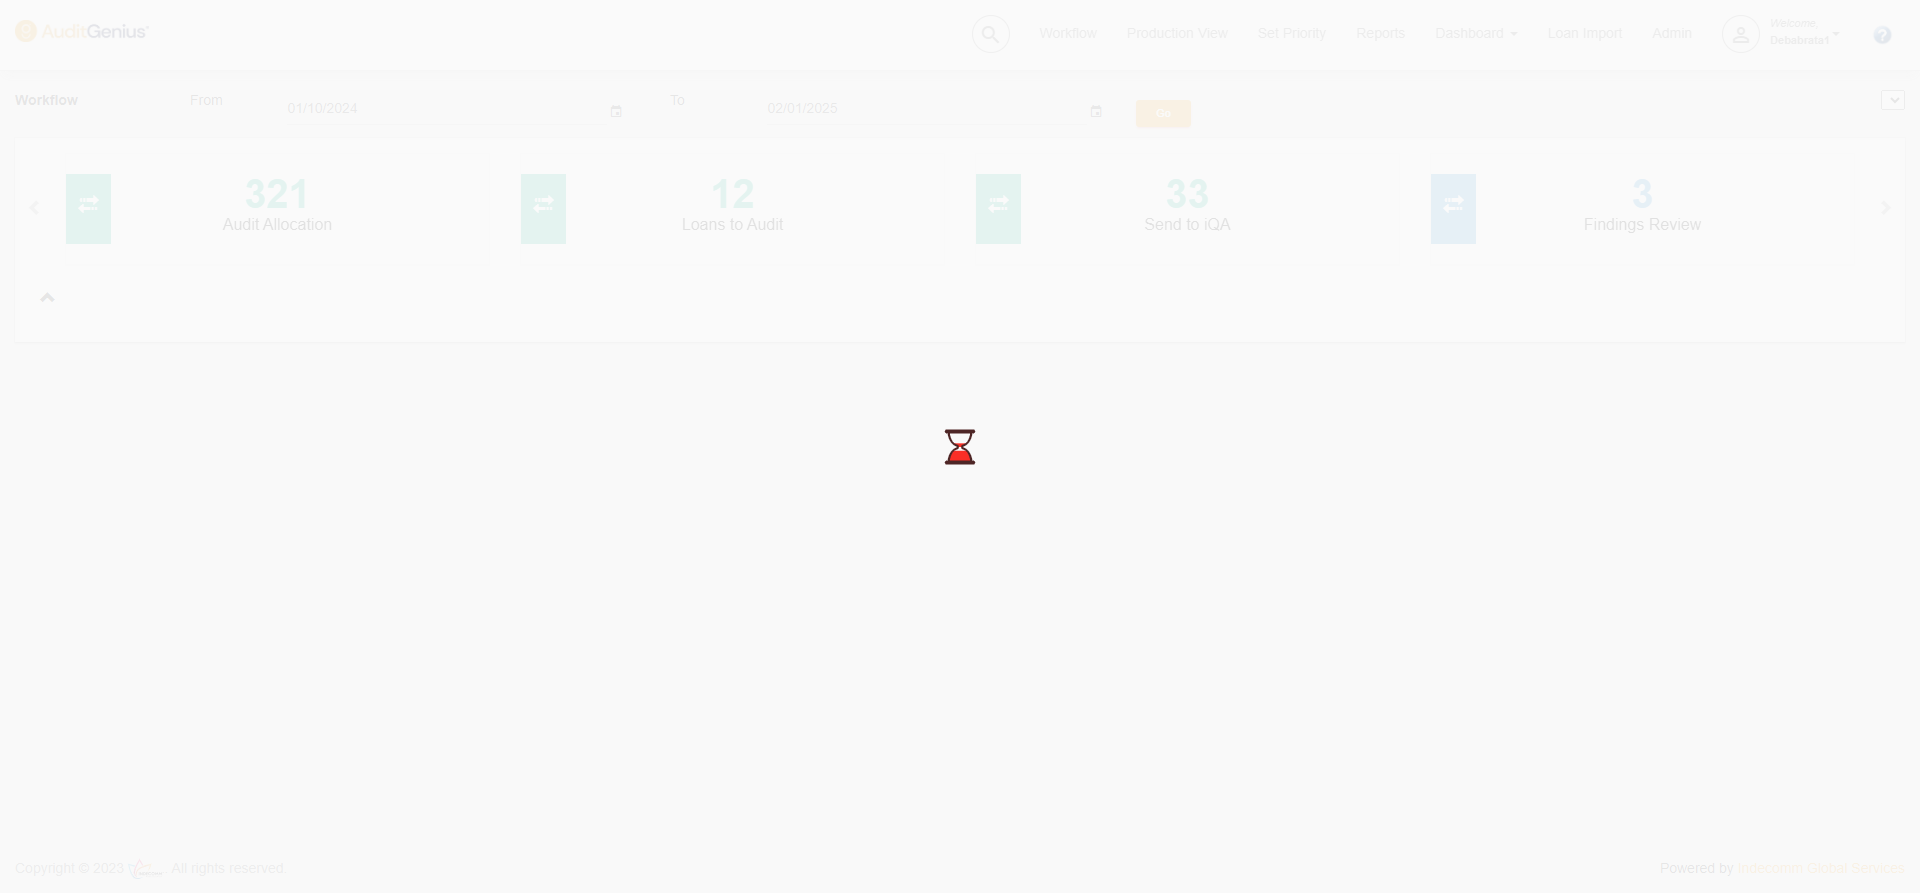 AuditGenius
Workflow Production View Set Priority Reports Dashboard Loan Import Admin
Welcome,
Debabrata1
Workflow From 01/10/2024 To 02/01/2025 Go
321
Audit Allocation
12
Loans to Audit
33
Send to iQA
3
Findings Review
Copyright © 2023 All rights reserved.
Powered by Indecomm Global Services